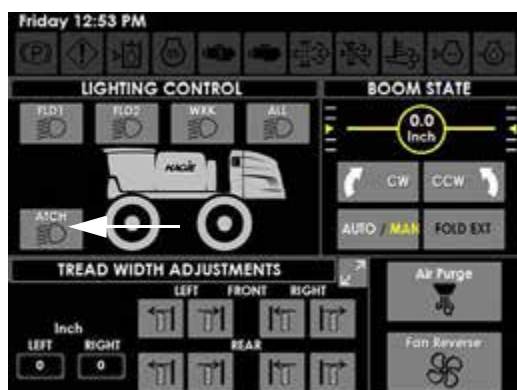 Friday 12:53 PM
LIGHTING CONTROL
BOOM STATE
FLD1 FLD2 WRK ALL
0.0
Inch
HAGIE
CW CCW
ATCH
AUTO / MAN FOLD EXT
TREAD WIDTH ADJUSTMENTS
Air Purge
LEFT FRONT RIGHT
Inch
LEFT RIGHT
REAR
Fan Reverse
0 0